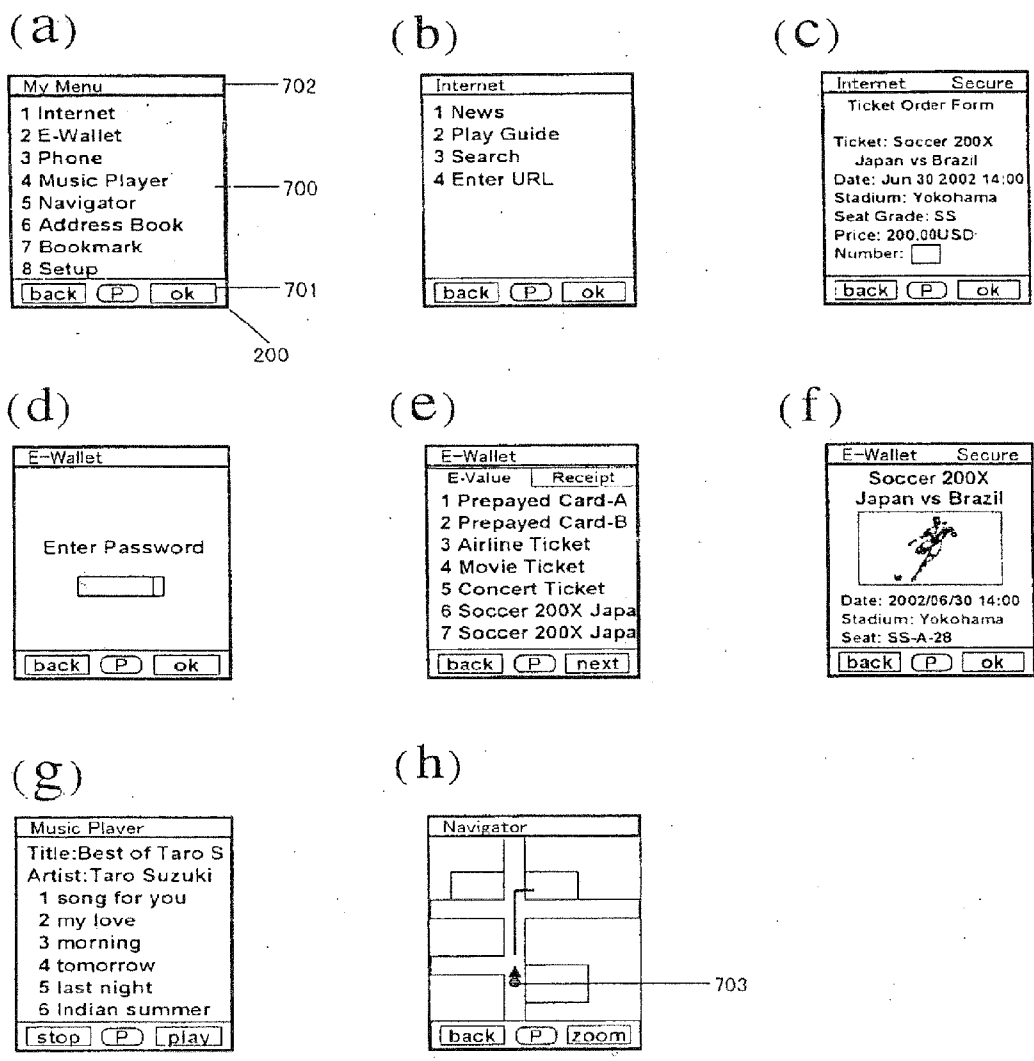 (a)
My Menu
702
1 Internet
2 E-Wallet
3 Phone
4 Music Player
700
5 Navigator
6 Address Book
7 Bookmark
8 Setup
back P ok
701
200
(b)
Internet
1 News
2 Play Guide
3 Search
4 Enter URL
back P ok
(c)
Internet Secure
Ticket Order Form
Ticket: Soccer 200X
Japan vs Brazil
Date: Jun 30 2002 14:00
Stadium: Yokohama
Seat Grade: SS
Price: 200.00USD
Number:
back P ok
(d)
E-Wallet
Enter Password
back P ok
(e)
E-Wallet
E-Value Receipt
1 Prepayed Card-A
2 Prepayed Card-B
3 Airline Ticket
4 Movie Ticket
5 Concert Ticket
6 Soccer 200X Japa
7 Soccer 200X Japa
back P next
(f)
E-Wallet Secure
Soccer 200X
Japan vs Brazil
Date: 2002/06/30 14:00
Stadium: Yokohama
Seat: SS-A-28
back P ok
(g)
Music Player
Title:Best of Taro S
Artist:Taro Suzuki
1 song for you
2 my love
3 morning
4 tomorrow
5 last night
6 Indian summer
stop P play
(h)
Navigator
703
back P zoom